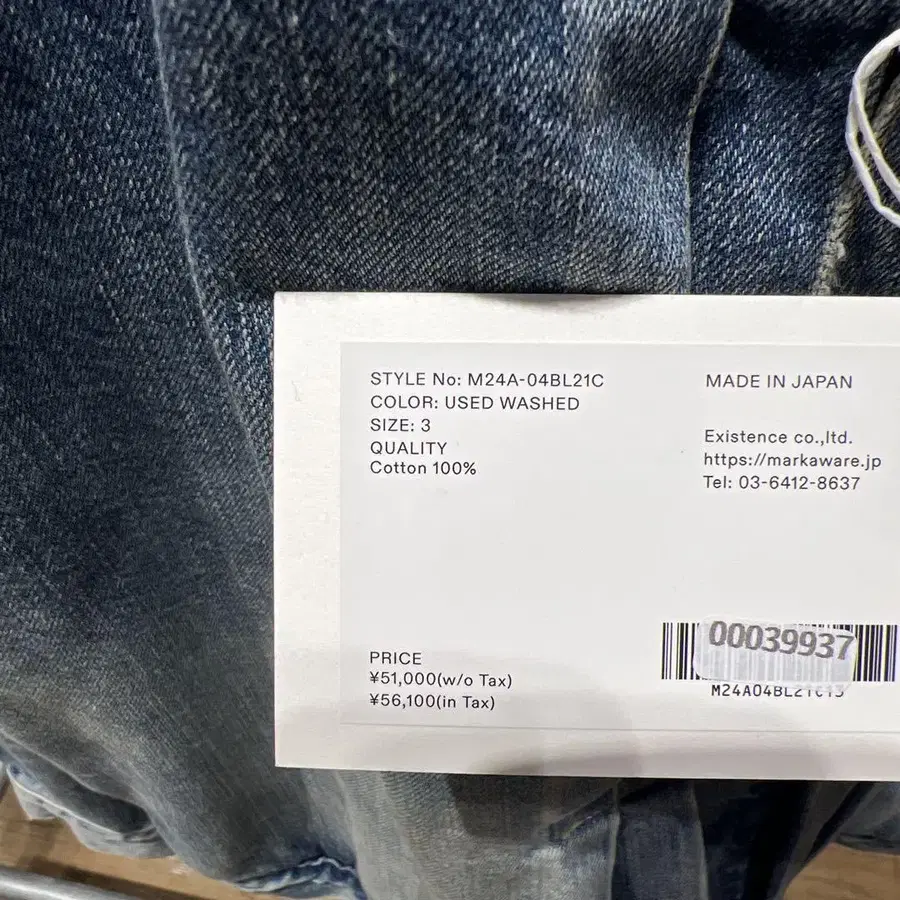 STYLE No: M24A-04BL21C
COLOR: USED WASHED
SIZE: 3
QUALITY
Cotton 100%
MADE IN JAPAN
Existence co.,ltd.
https://markaware.jp
Tel: 03-6412-8637
PRICE
¥51,000(w/o Tax)
¥56,100(in Tax)
00039937